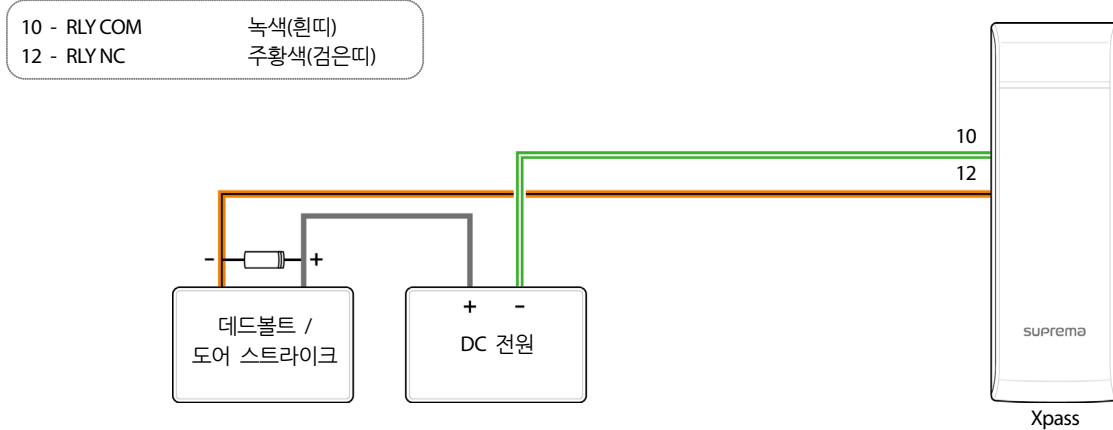 10 - RLY COM 녹색(흰띠)
12 - RLY NC 주황색(검은띠)
10
12
- +
+ -
데드볼트 /
도어 스트라이크
DC 전원
suprema
Xpass